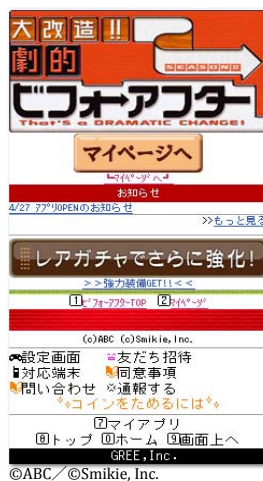 大改造!!
劇的
SEASON II
ビフォーアフター
That's a DRAMATIC CHANGE!
マイページへ
┗マイページへ┛
お知らせ
4/27 アプリOPENのお知らせ
>>もっと見る
レアガチャでさらに強化!
>>強力装備GET!!<<
1ビフォーアフターTOP 2マイページ
(c)ABC (c)Smikie,Inc.
設定画面 友だち招待
対応端末 同意事項
問い合わせ 通報する
コインをためるには
7マイアプリ
8トップ 0ホーム 9画面上へ
GREE,Inc.
©ABC/©Smikie, Inc.